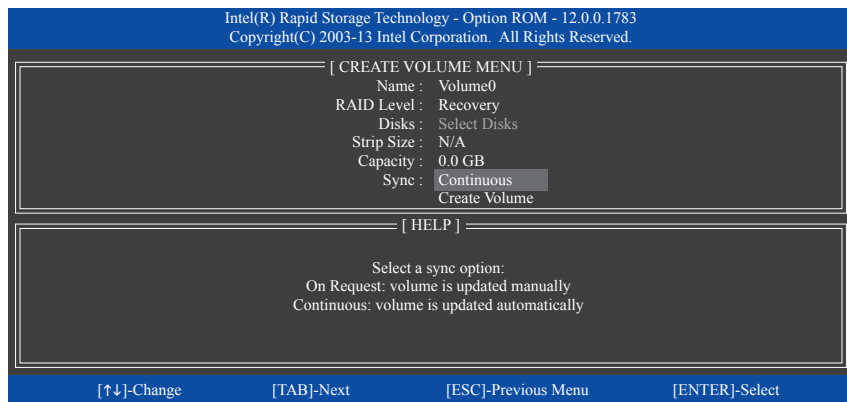 Intel(R) Rapid Storage Technology - Option ROM - 12.0.0.1783
Copyright(C) 2003-13 Intel Corporation.  All Rights Reserved.
[ CREATE VOLUME MENU ]
Name : Volume0
RAID Level : Recovery
Disks : Select Disks
Strip Size : N/A
Capacity : 0.0 GB
Sync : Continuous
Create Volume
[ HELP ]
Select a sync option:
On Request: volume is updated manually
Continuous: volume is updated automatically
[↑↓]-Change [TAB]-Next [ESC]-Previous Menu [ENTER]-Select